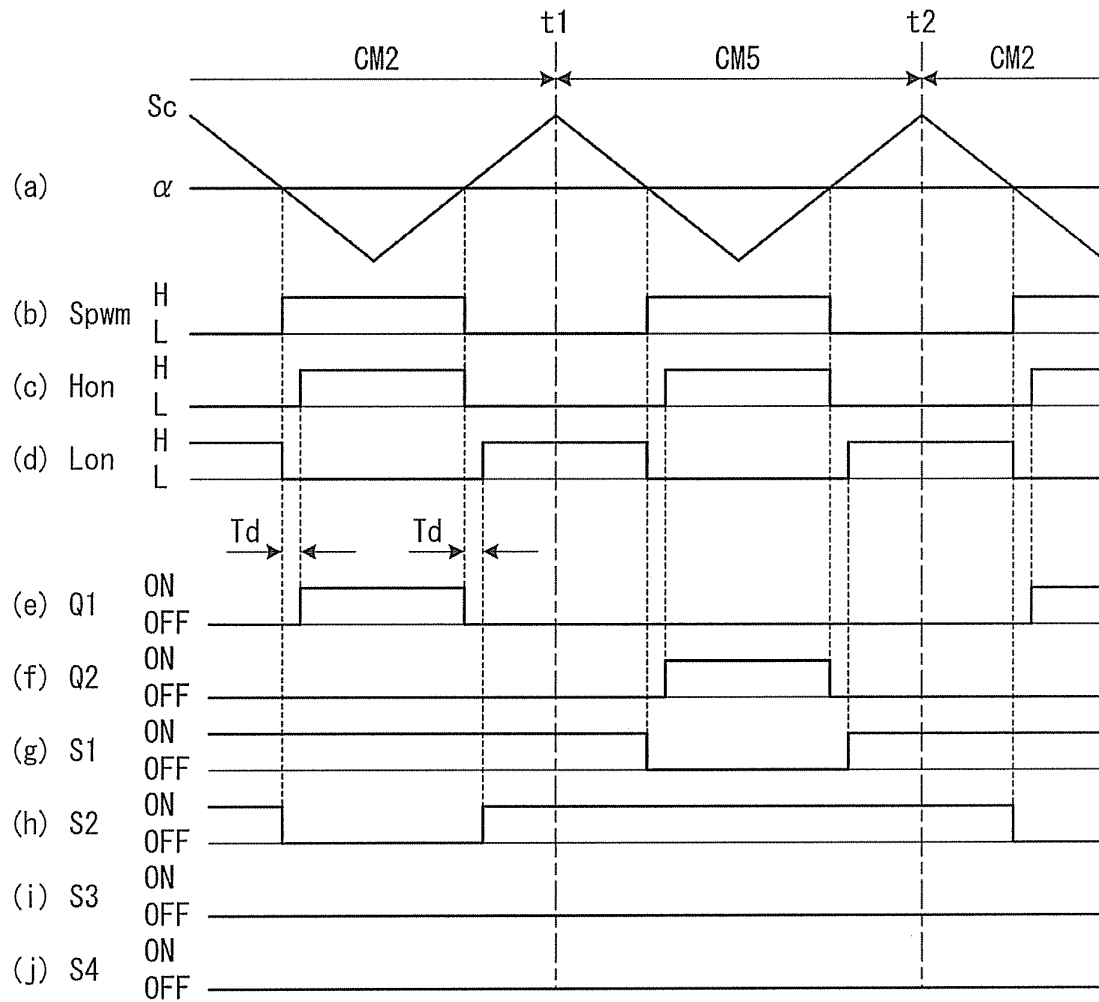 t1 t2
CM2 CM5 CM2
Sc
(a) α
(b) Spwm H
L
(c) Hon H
L
(d) Lon H
L
Td Td
(e) Q1 ON
OFF
(f) Q2 ON
OFF
(g) S1 ON
OFF
(h) S2 ON
OFF
(i) S3 ON
OFF
(j) S4 ON
OFF